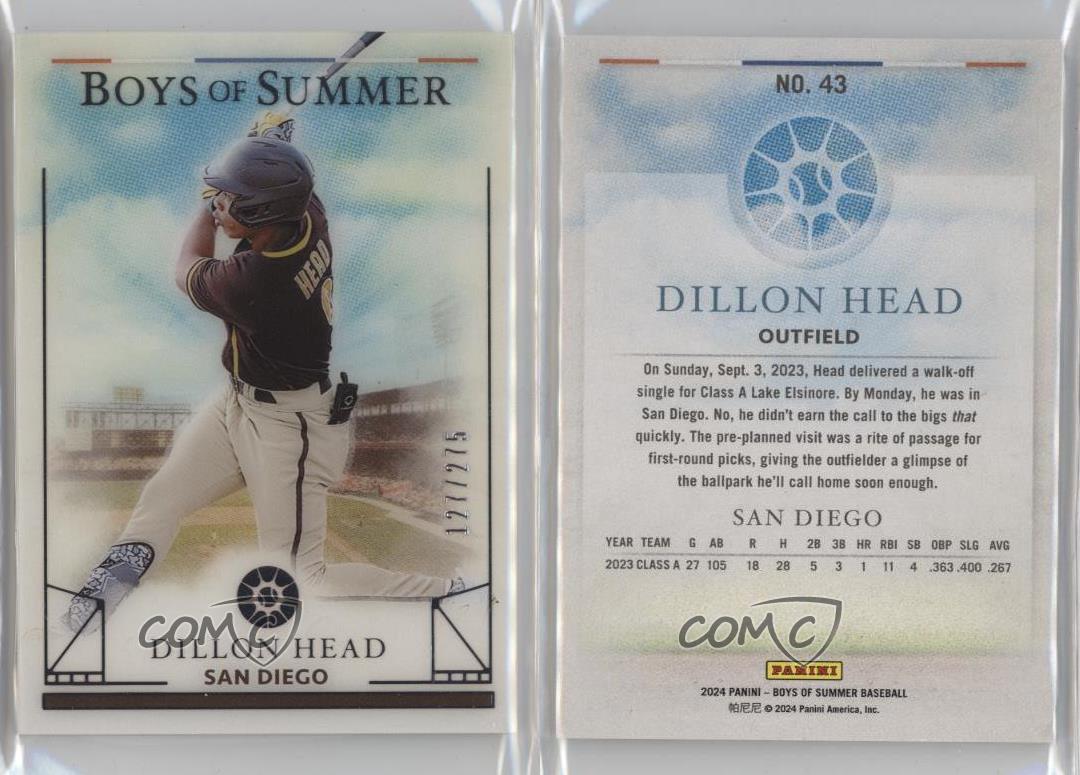 BOYS OF SUMMER
HEAD
127/275
DILLON HEAD
SAN DIEGO
COMC
NO. 43
DILLON HEAD
OUTFIELD
On Sunday, Sept. 3, 2023, Head delivered a walk-off
single for Class A Lake Elsinore. By Monday, he was in
San Diego. No, he didn't earn the call to the bigs that
quickly. The pre-planned visit was a rite of passage for
first-round picks, giving the outfielder a glimpse of
the ballpark he'll call home soon enough.
SAN DIEGO
YEAR TEAM G AB R H 2B 3B HR RBI SB OBP SLG AVG
2023 CLASS A 27 105 18 28 5 3 1 11 4 .363 .400 .267
COMC
PANINI
2024 PANINI – BOYS OF SUMMER BASEBALL
帕尼尼 © 2024 Panini America, Inc.